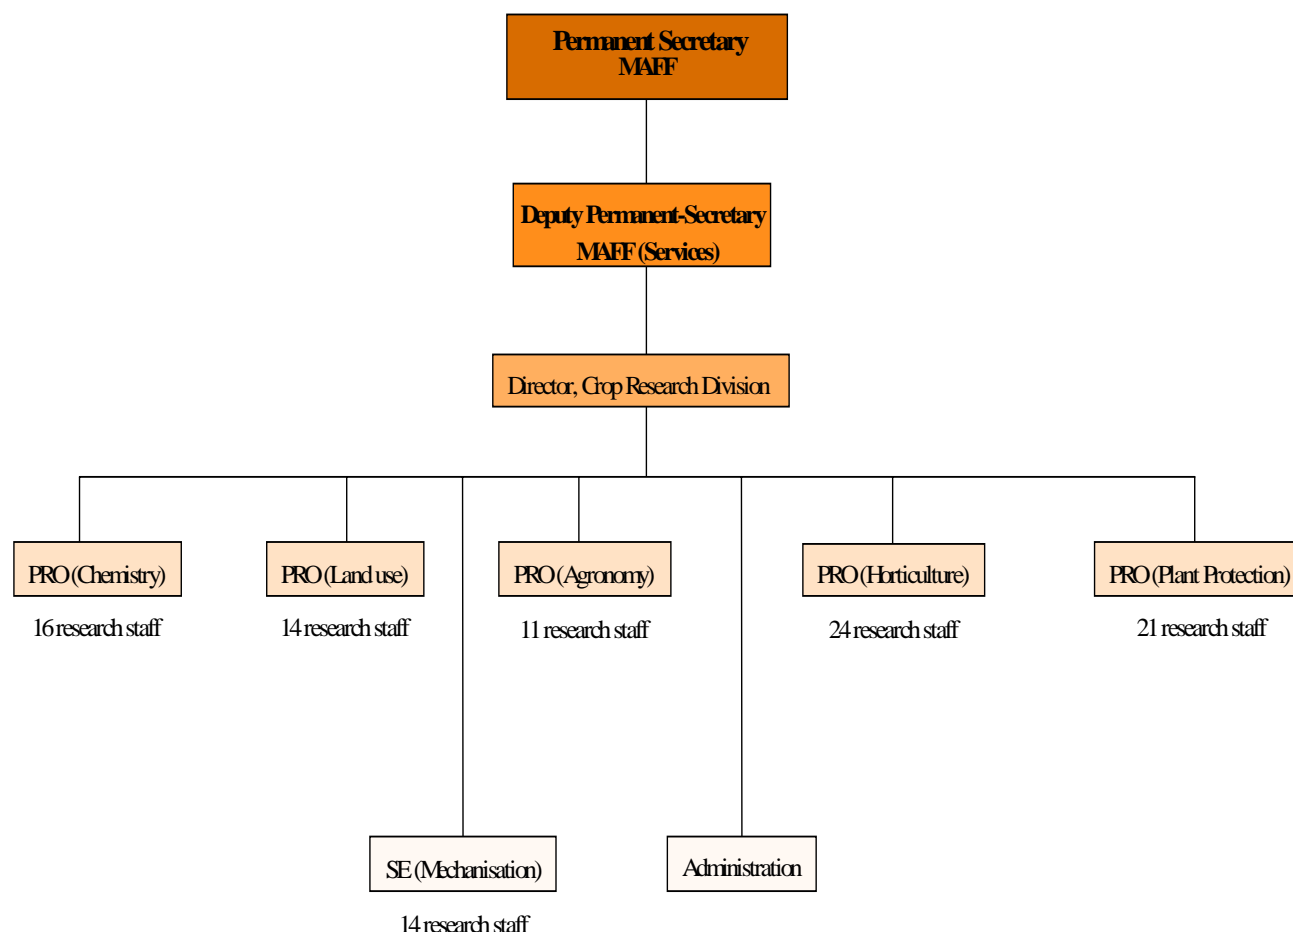 Permanent Secretary
MAFF
Deputy Permanent-Secretary
MAFF (Services)
Director, Crop Research Division
PRO (Chemistry)
PRO (Land use)
PRO (Agronomy)
PRO (Horticulture)
PRO (Plant Protection)
16 research staff
14 research staff
11 research staff
24 research staff
21 research staff
SE (Mechanisation)
Administration
14 research staff